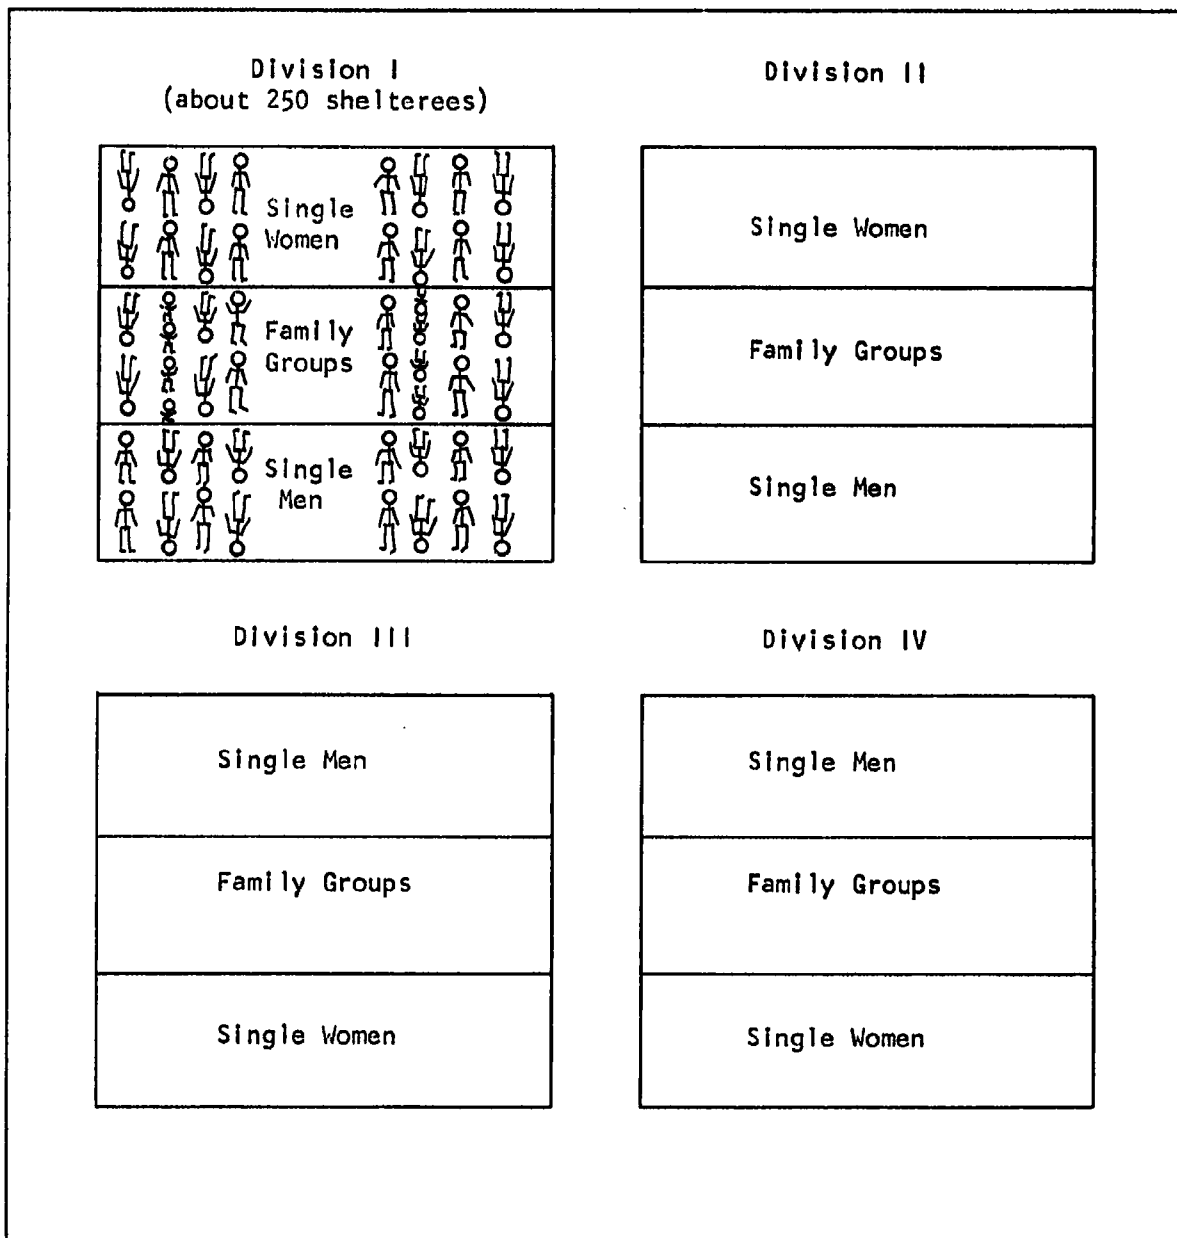 Division I
(about 250 shelterees)
Single
Women
Family
Groups
Single
Men
Division II
Single Women
Family Groups
Single Men
Division III
Single Men
Family Groups
Single Women
Division IV
Single Men
Family Groups
Single Women